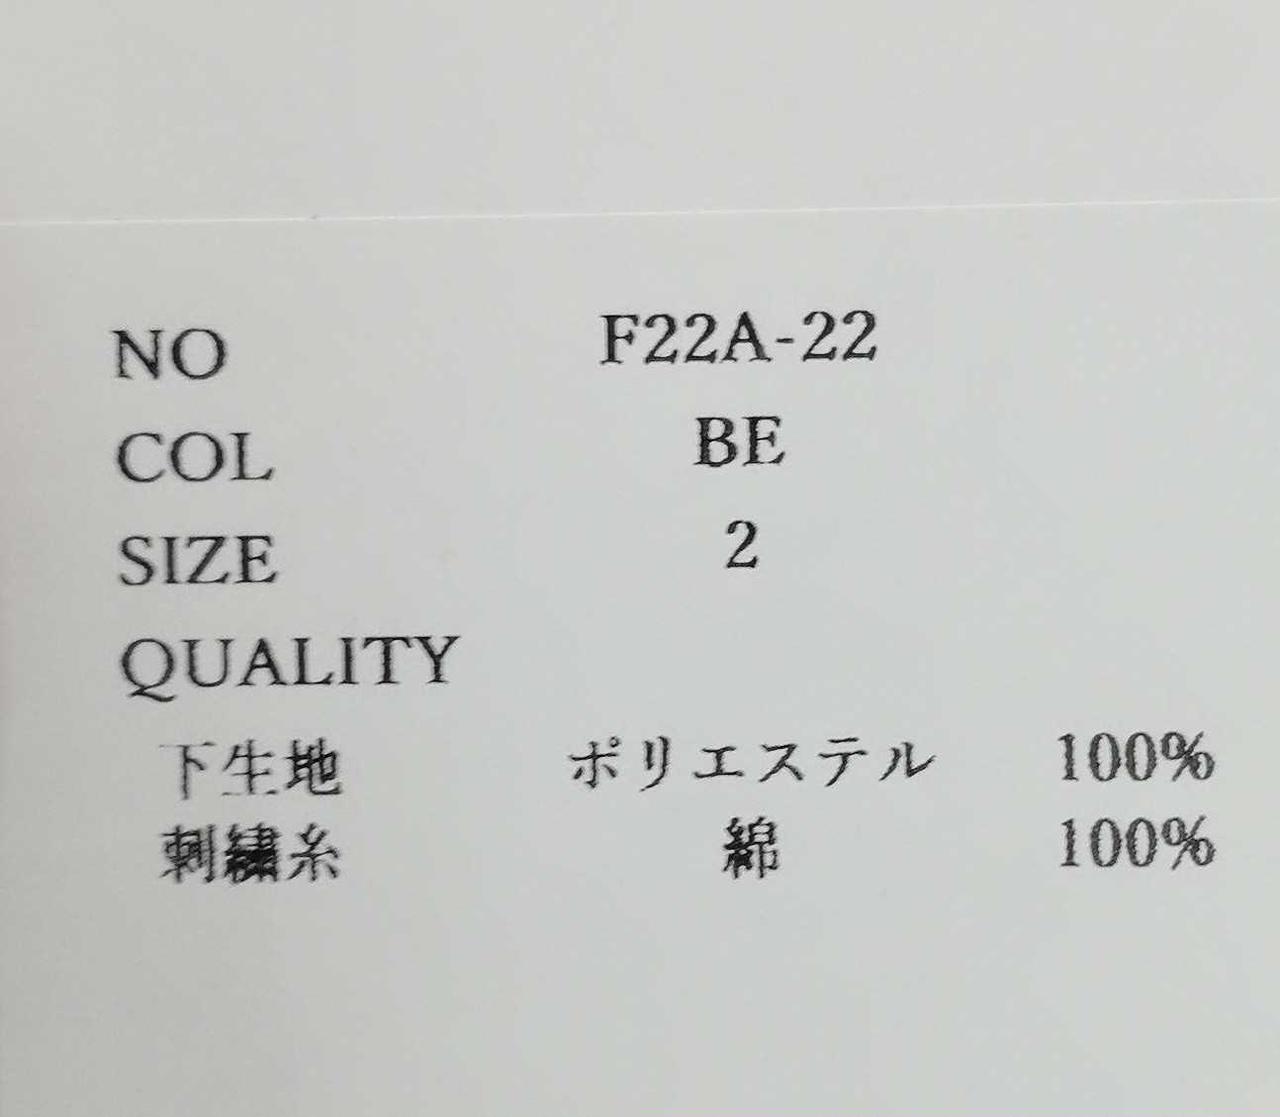 NO F22A-22
COL BE
SIZE 2
QUALITY
下生地 ポリエステル 100%
刺繍糸 綿 100%